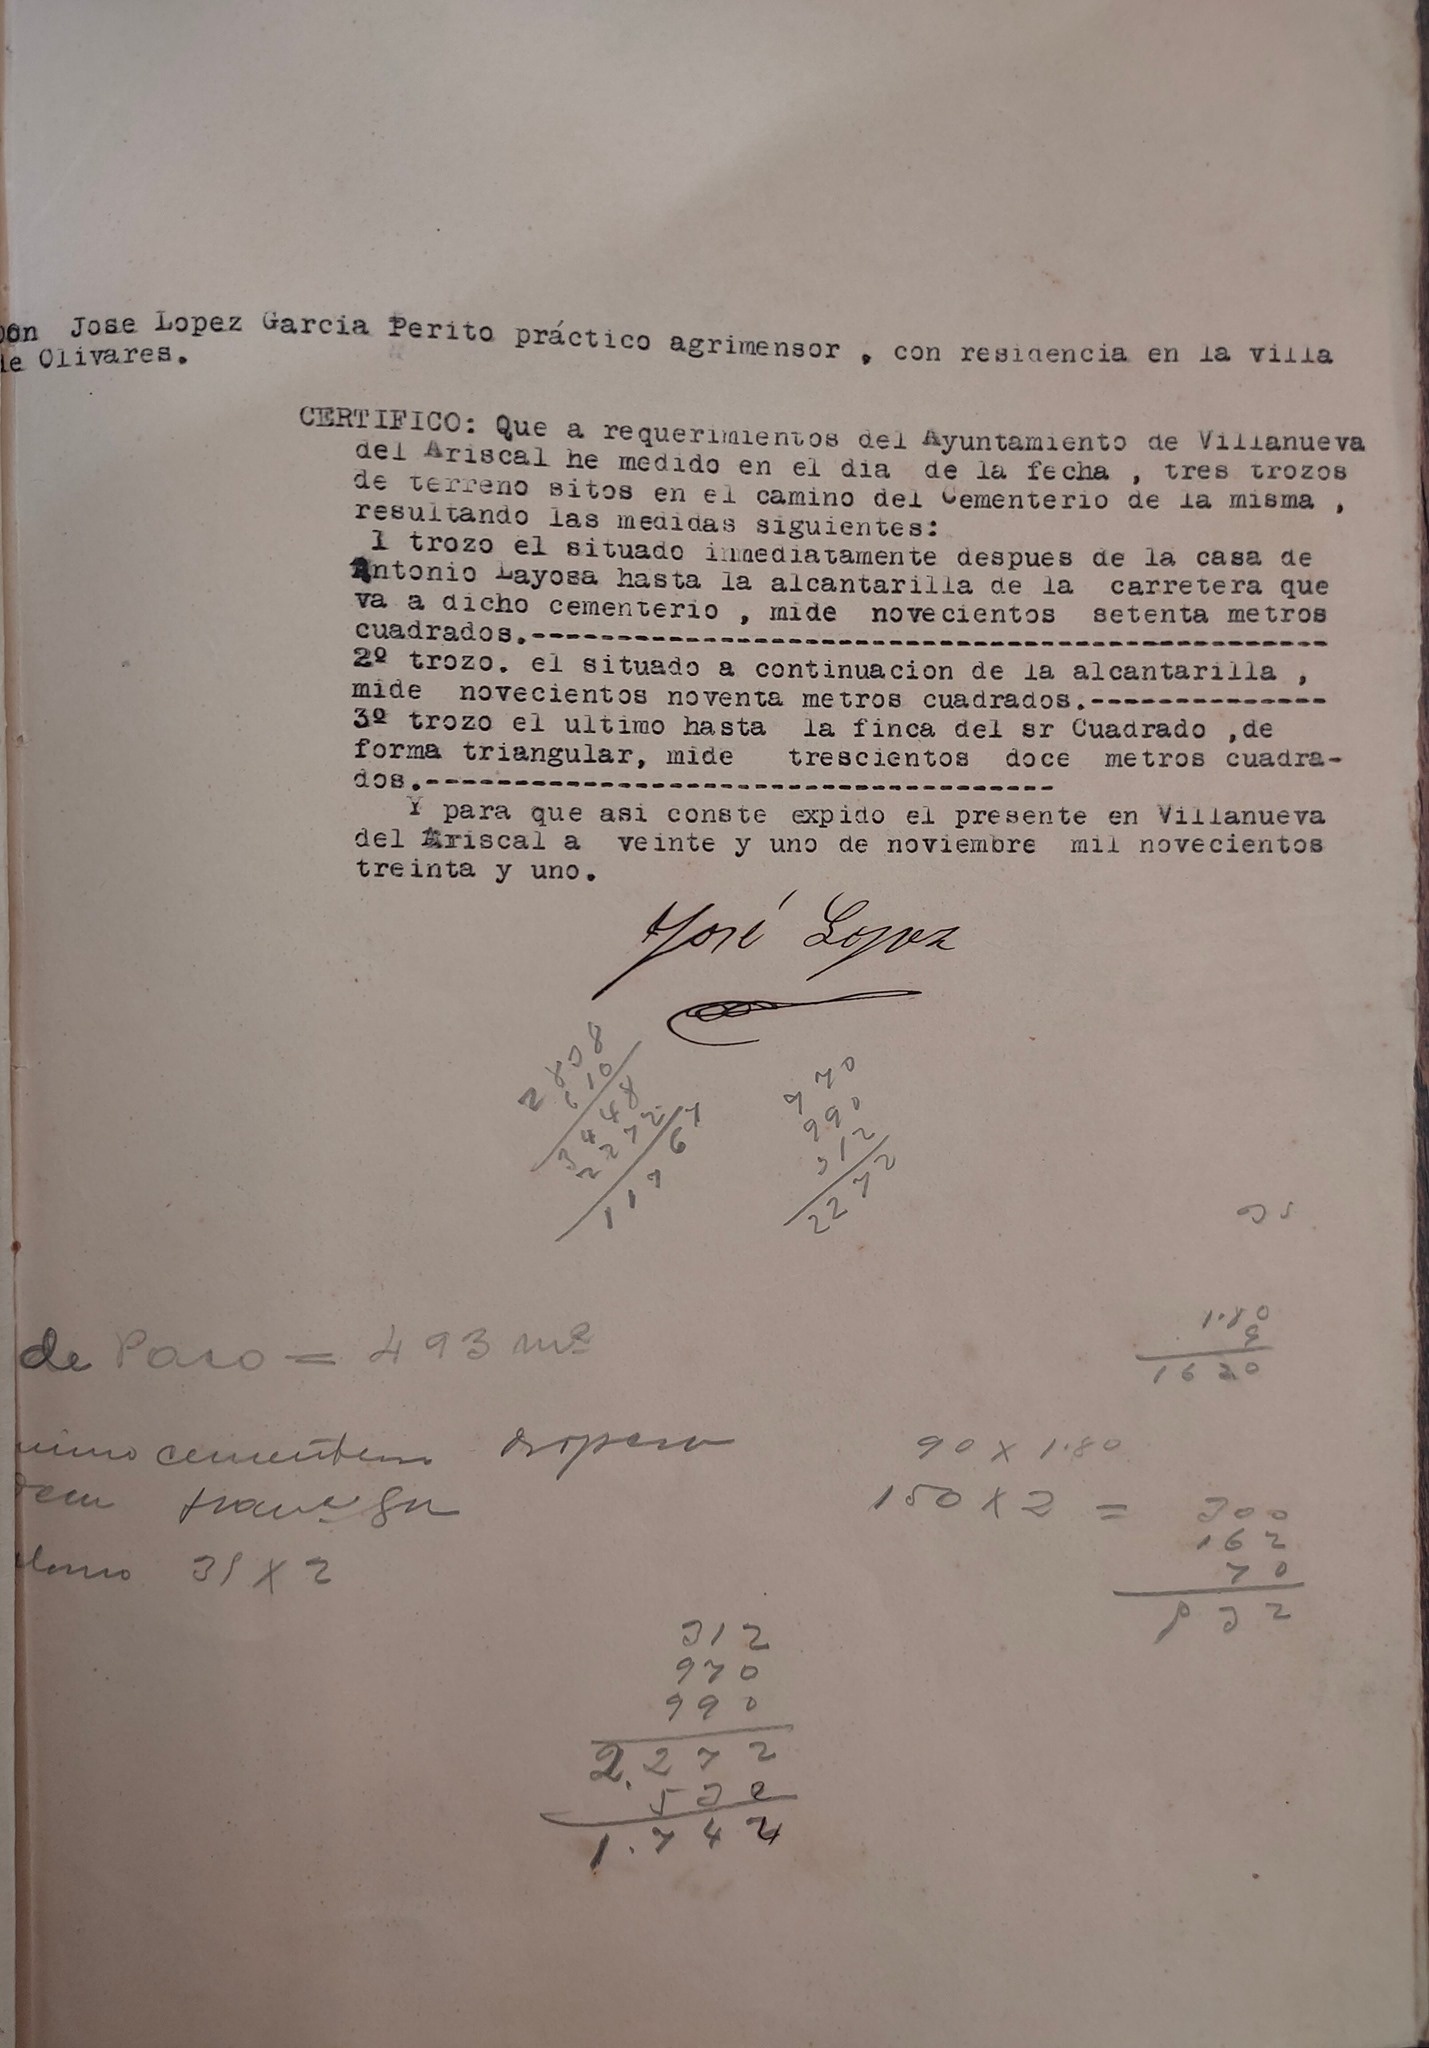 Don Jose Lopez Garcia Perito práctico agrimensor , con residencia en la villa
de Olivares.
CERTIFICO: Que a requerimientos del Ayuntamiento de Villanueva
del Ariscal he medido en el dia de la fecha , tres trozos
de terreno sitos en el camino del Cementerio de la misma ,
resultando las medidas siguientes:
1 trozo el situado inmediatamente despues de la casa de
Antonio Layosa hasta la alcantarilla de la carretera que
va a dicho cementerio , mide novecientos setenta metros
cuadrados.-----------------------------------------------
2º trozo. el situado a continuacion de la alcantarilla ,
mide novecientos noventa metros cuadrados.--------------
3º trozo el ultimo hasta la finca del sr Cuadrado ,de
forma triangular, mide trescientos doce metros cuadra-
dos.-------------------------------------
Y para que asi conste expido el presente en Villanueva
del Ariscal a veinte y uno de noviembre mil novecientos
treinta y uno.
José Lopez
2838
610
3448
2272
11767
970
990
312
2272
35
1.80
9
1620
de Paso = 493 m²
90 x 1.80
150 x 2 = 300
162
70
532
35 x 2
312
970
990
2.272
532
1.742